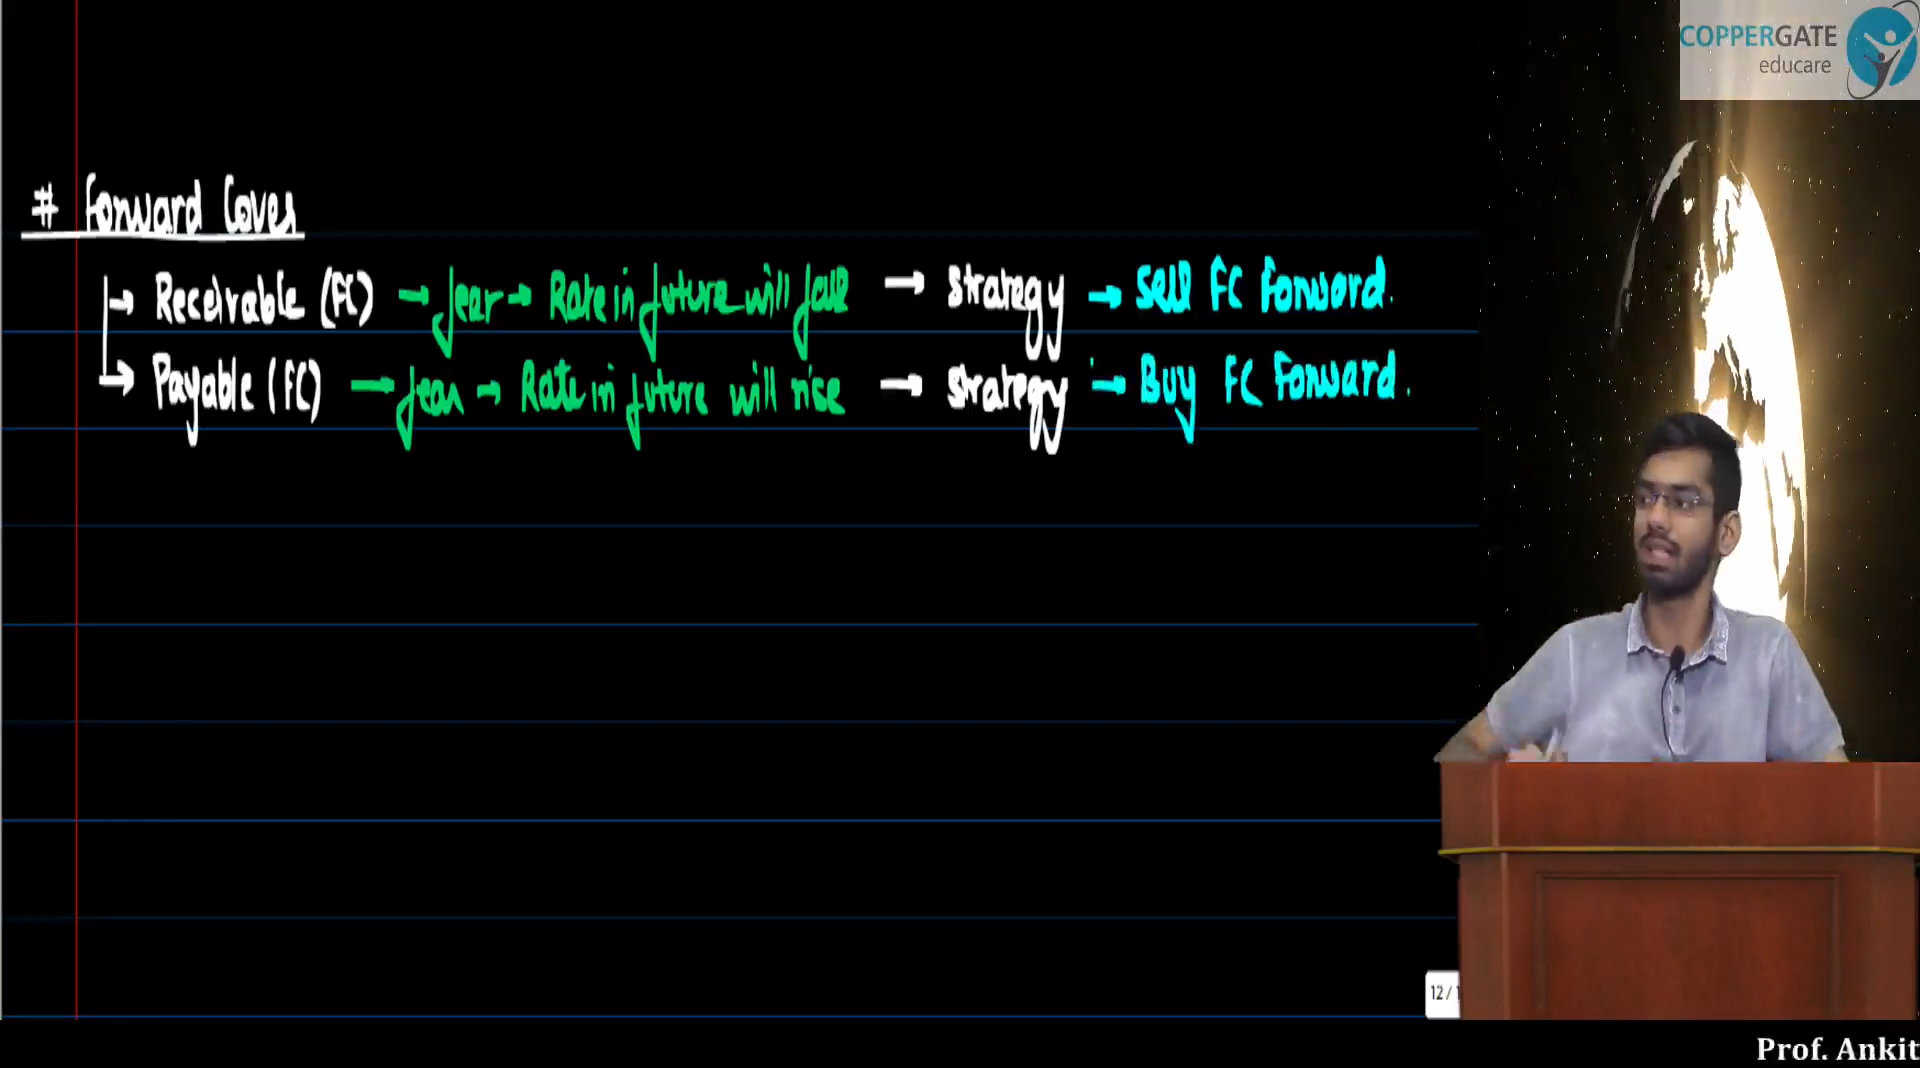 COPPERGATE
educare
# Forward Cover
→ Receivable (FC) → fear → Rate in future will fall → strategy → Sell FC Forward.
→ Payable (FC) → fear → Rate in future will rise → strategy → Buy FC Forward.
12 / 1
Prof. Ankit